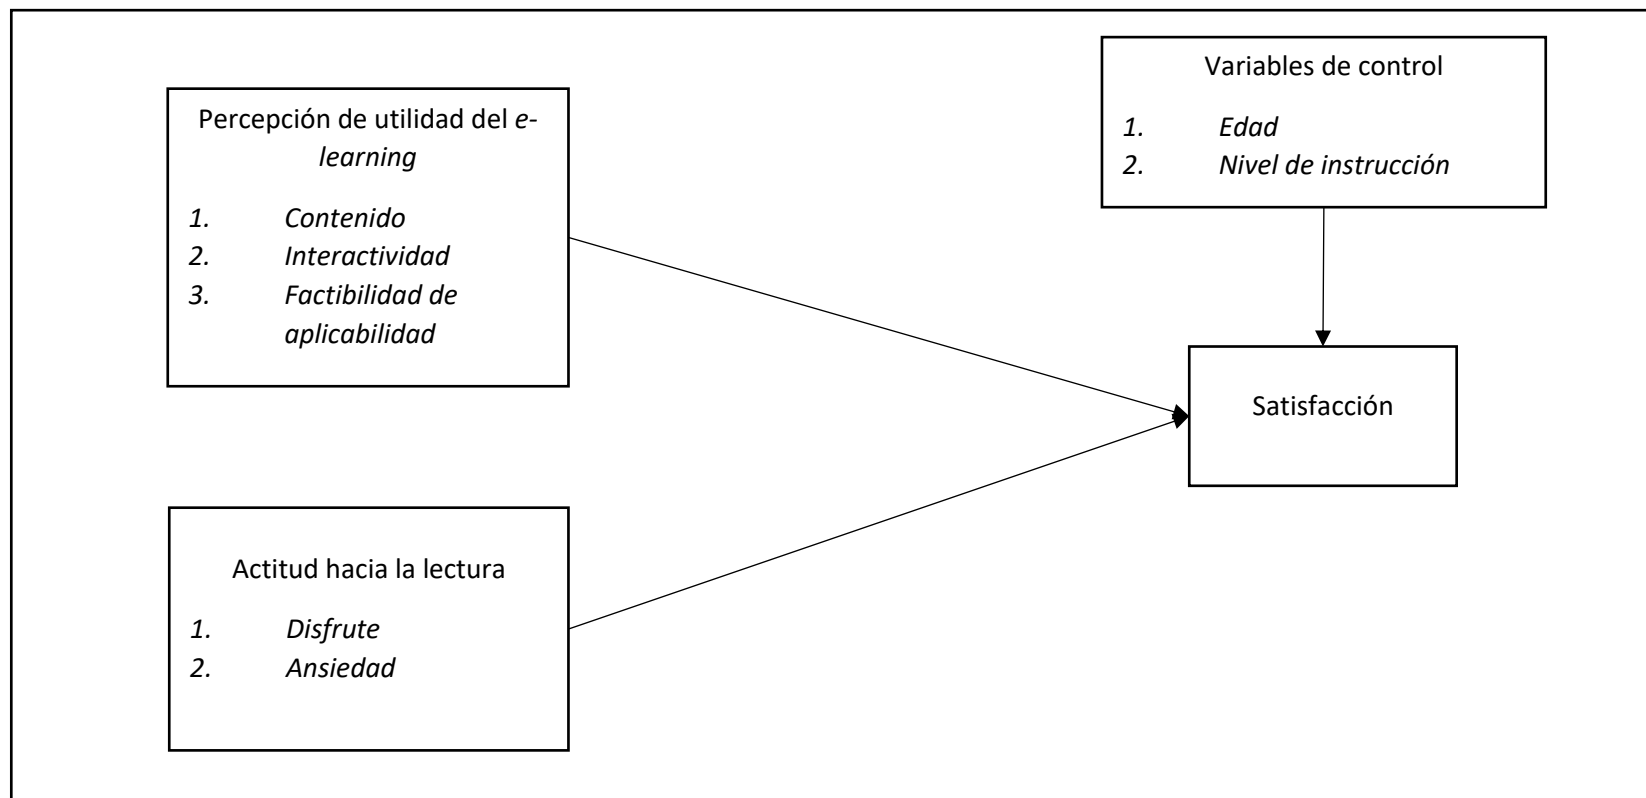 Percepción de utilidad del e-
learning
1. Contenido
2. Interactividad
3. Factibilidad de
aplicabilidad
Variables de control
1. Edad
2. Nivel de instrucción
Satisfacción
Actitud hacia la lectura
1. Disfrute
2. Ansiedad